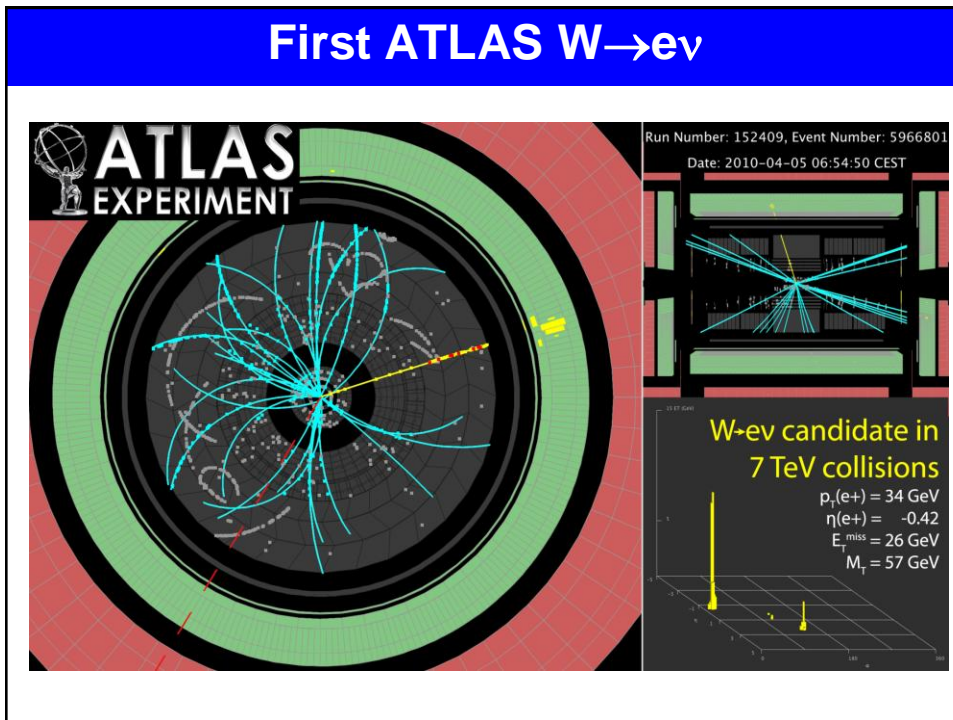 First ATLAS W→eν
ATLAS
EXPERIMENT
Run Number: 152409, Event Number: 5966801
Date: 2010-04-05 06:54:50 CEST
W→eν candidate in
7 TeV collisions
p_T(e+) = 34 GeV
η(e+) = -0.42
E_T^miss = 26 GeV
M_T = 57 GeV